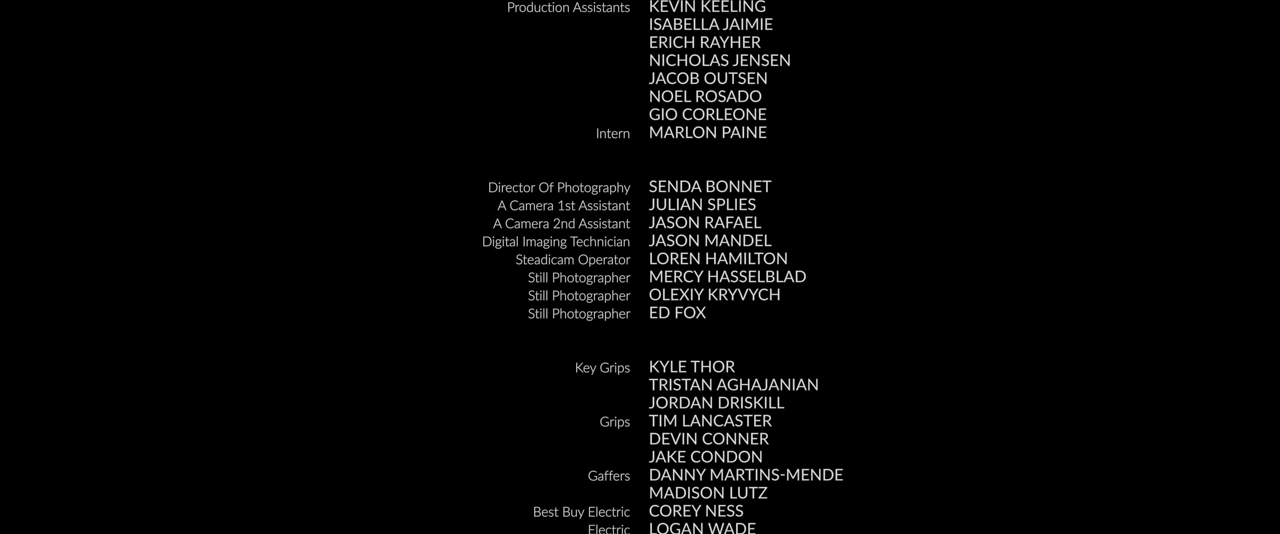 Production Assistants KEVIN KEELING
ISABELLA JAIMIE
ERICH RAYHER
NICHOLAS JENSEN
JACOB OUTSEN
NOEL ROSADO
GIO CORLEONE
Intern MARLON PAINE
Director Of Photography SENDA BONNET
A Camera 1st Assistant JULIAN SPLIES
A Camera 2nd Assistant JASON RAFAEL
Digital Imaging Technician JASON MANDEL
Steadicam Operator LOREN HAMILTON
Still Photographer MERCY HASSELBLAD
Still Photographer OLEXIY KRYVYCH
Still Photographer ED FOX
Key Grips KYLE THOR
TRISTAN AGHAJANIAN
JORDAN DRISKILL
Grips TIM LANCASTER
DEVIN CONNER
JAKE CONDON
Gaffers DANNY MARTINS-MENDE
MADISON LUTZ
Best Buy Electric COREY NESS
Electric LOGAN WADE